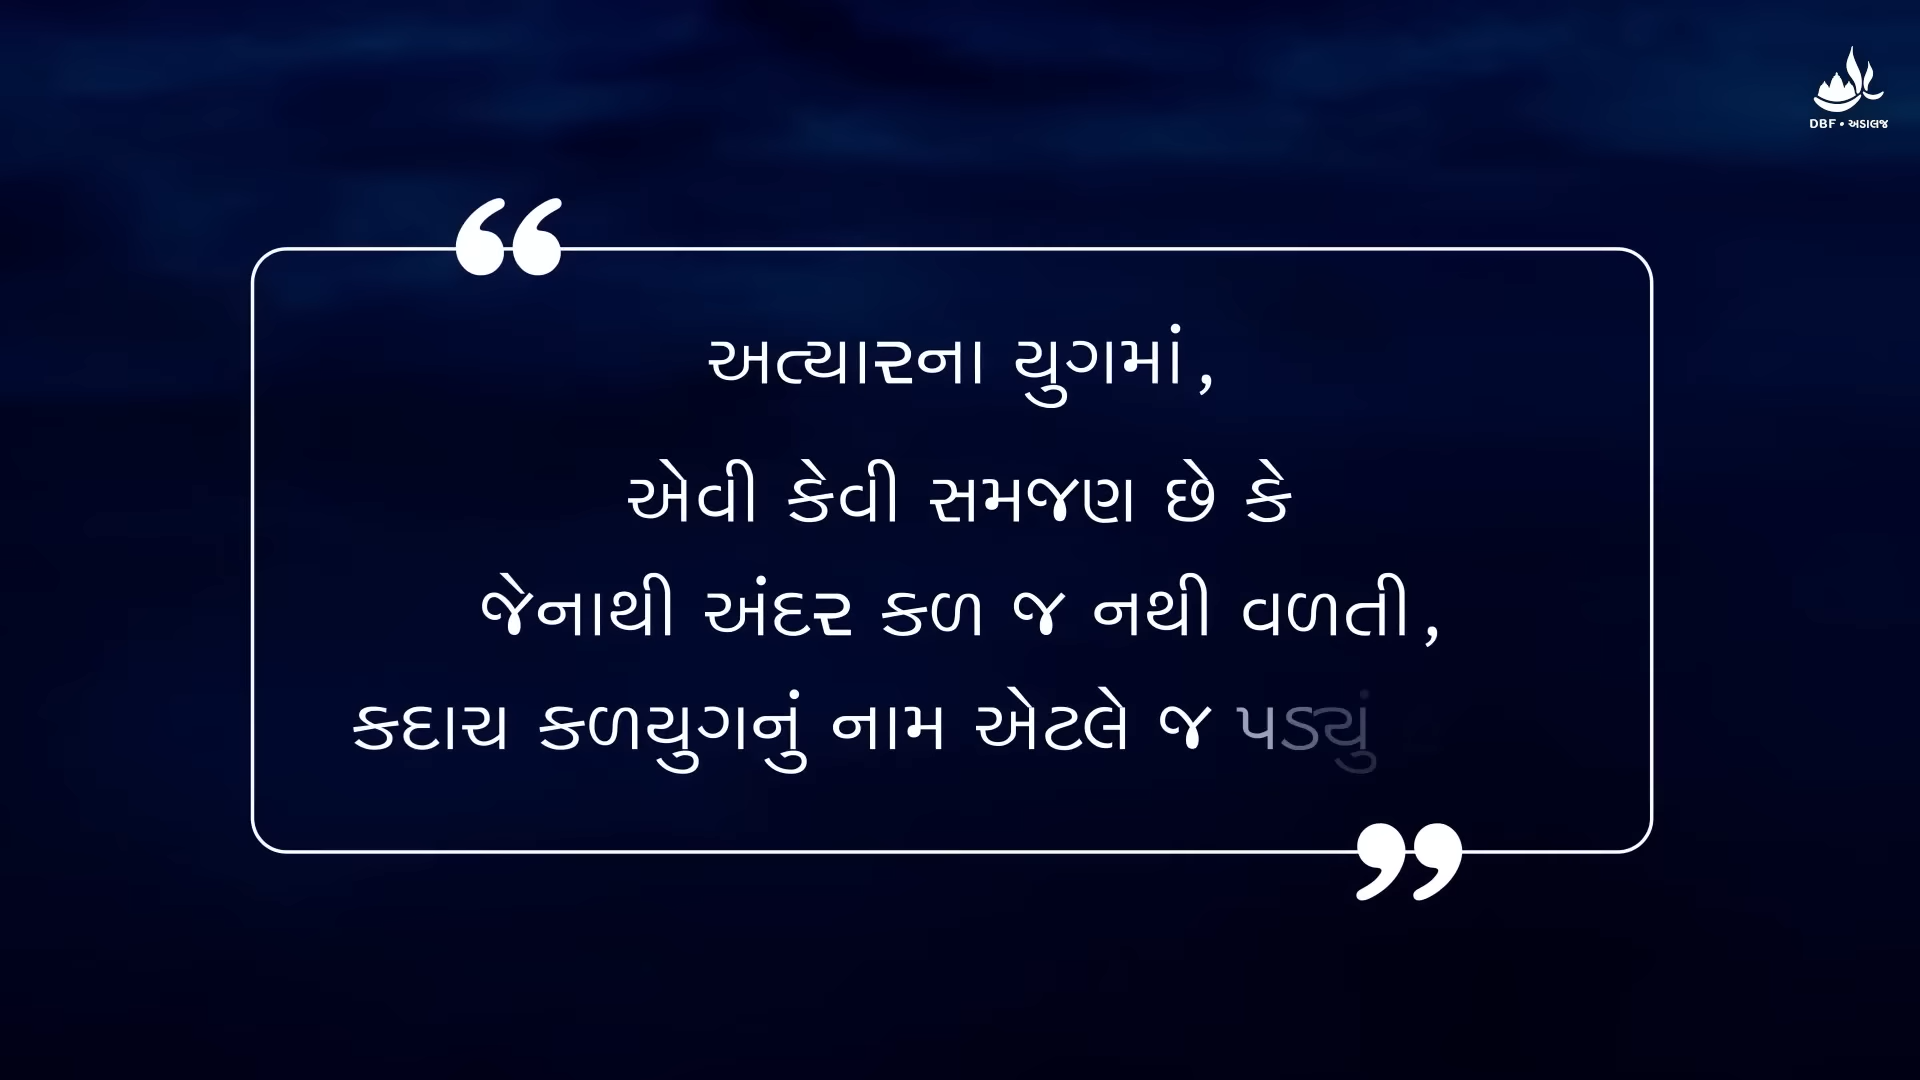 DBF • અડાલજ
અત્યારના યુગમાં,
એવી કેવી સમજણ છે કે
જેનાથી અંદર કળ જ નથી વળતી,
કદાચ કળયુગનું નામ એટલે જ પડ્યું